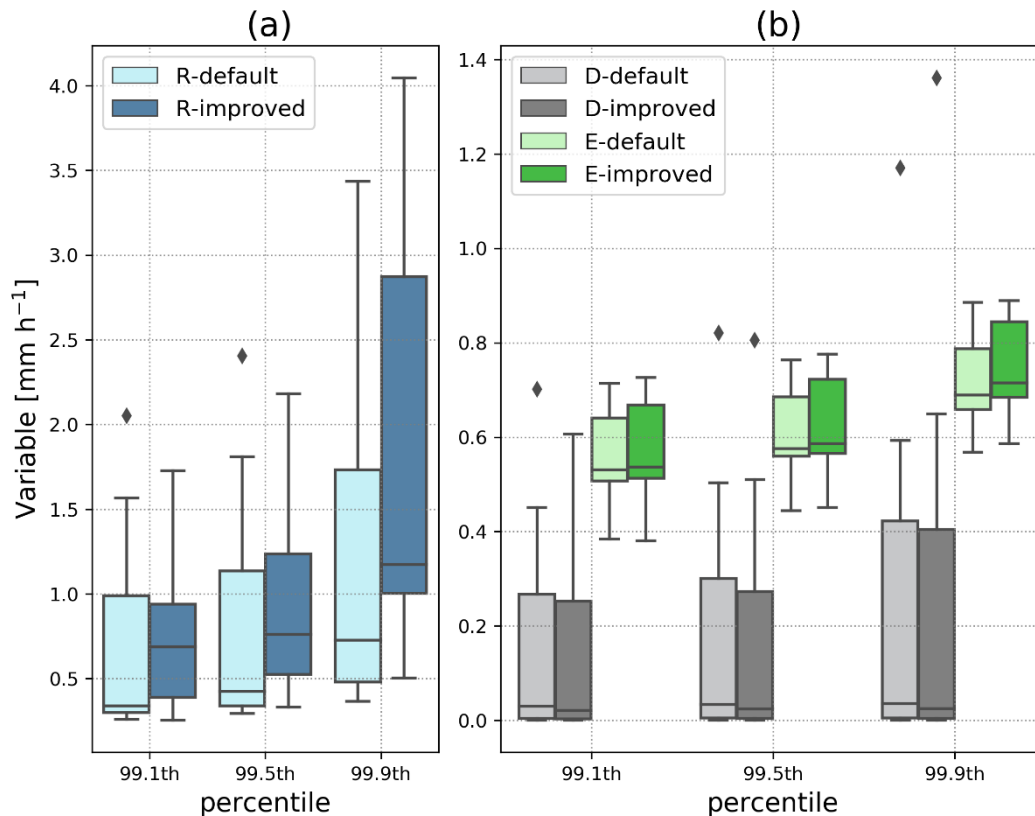 (a)
R-default
R-improved
4.0
3.5
3.0
2.5
2.0
1.5
1.0
0.5
Variable [mm h⁻¹]
99.1th 99.5th 99.9th
percentile
(b)
D-default
D-improved
E-default
E-improved
1.4
1.2
1.0
0.8
0.6
0.4
0.2
0.0
99.1th 99.5th 99.9th
percentile